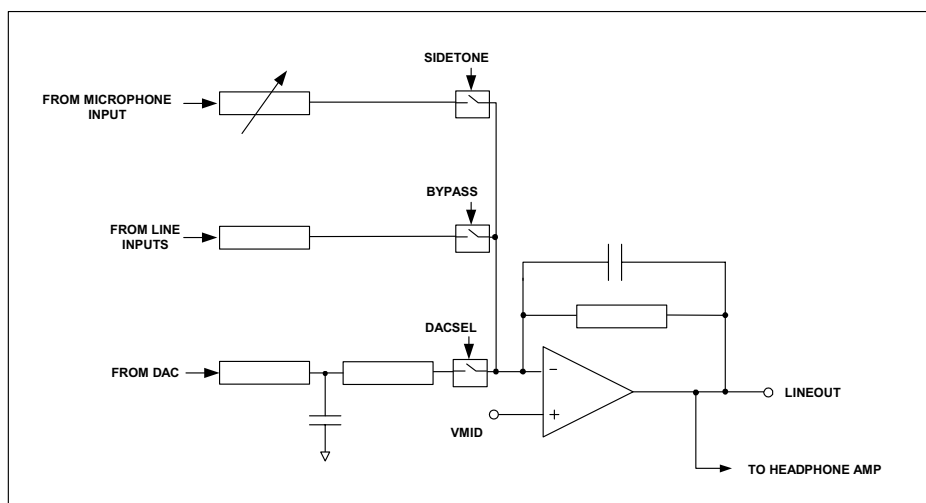 SIDETONE
FROM MICROPHONE
INPUT
BYPASS
FROM LINE
INPUTS
DACSEL
FROM DAC
−
+
VMID
LINEOUT
TO HEADPHONE AMP